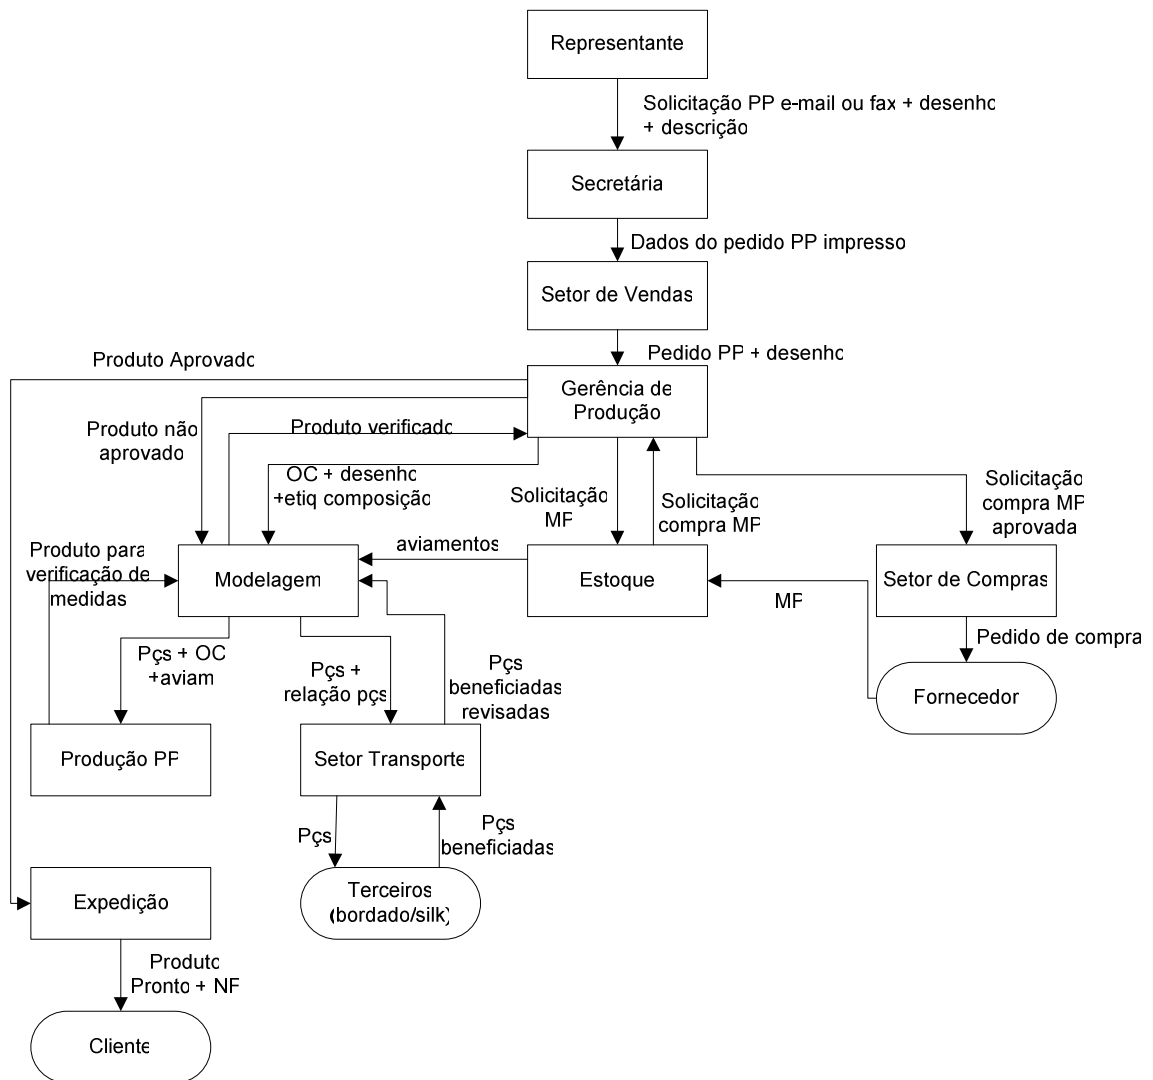 Representante
Solicitação PP e-mail ou fax + desenho
+ descrição
Secretária
Dados do pedido PP impresso
Setor de Vendas
Pedido PP + desenho
Produto Aprovado
Gerência de
Produção
Produto não
aprovado
Produto verificado
OC + desenho
+etiq composição
Solicitação
MP
Solicitação
compra MP
Solicitação
compra MP
aprovada
Produto para
verificação de
medidas
Modelagem
aviamentos
Estoque
MP
Setor de Compras
Pedido de compra
Fornecedor
Pçs + OC
+aviam
Pçs +
relação pçs
Pçs
beneficiadas
revisadas
Produção PP
Setor Transporte
Pçs
Pçs
beneficiadas
Terceiros
(bordado/silk)
Expedição
Produto
Pronto + NF
Cliente